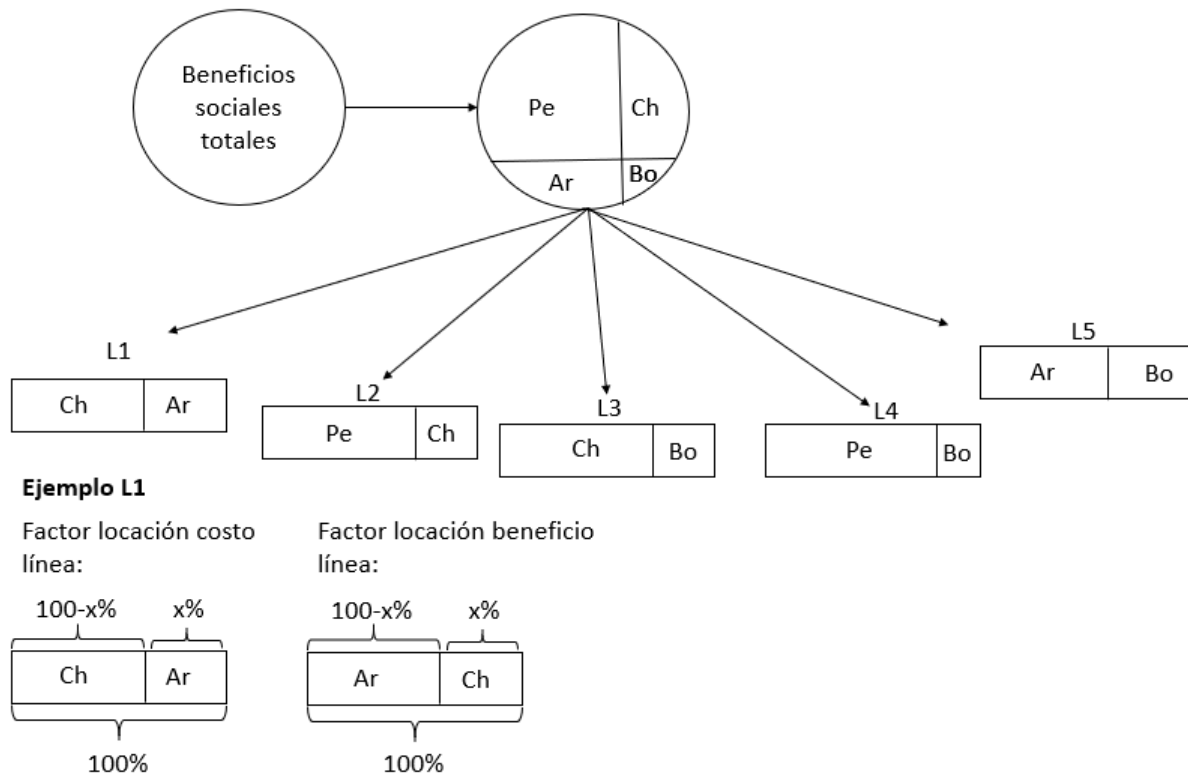 Beneficios
sociales
totales
Pe
Ch
Ar
Bo
L1
Ch
Ar
L2
Pe
Ch
L3
Ch
Bo
L4
Pe
Bo
L5
Ar
Bo
Ejemplo L1
Factor locación costo
línea:
100-x%
x%
Ch
Ar
100%
Factor locación beneficio
línea:
100-x%
x%
Ar
Ch
100%